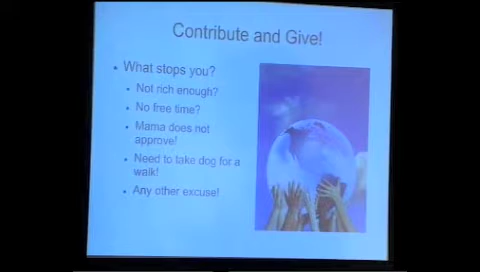 Contribute and Give!
• What stops you?
• Not rich enough?
• No free time?
• Mama does not
approve!
• Need to take dog for a
walk!
• Any other excuse!